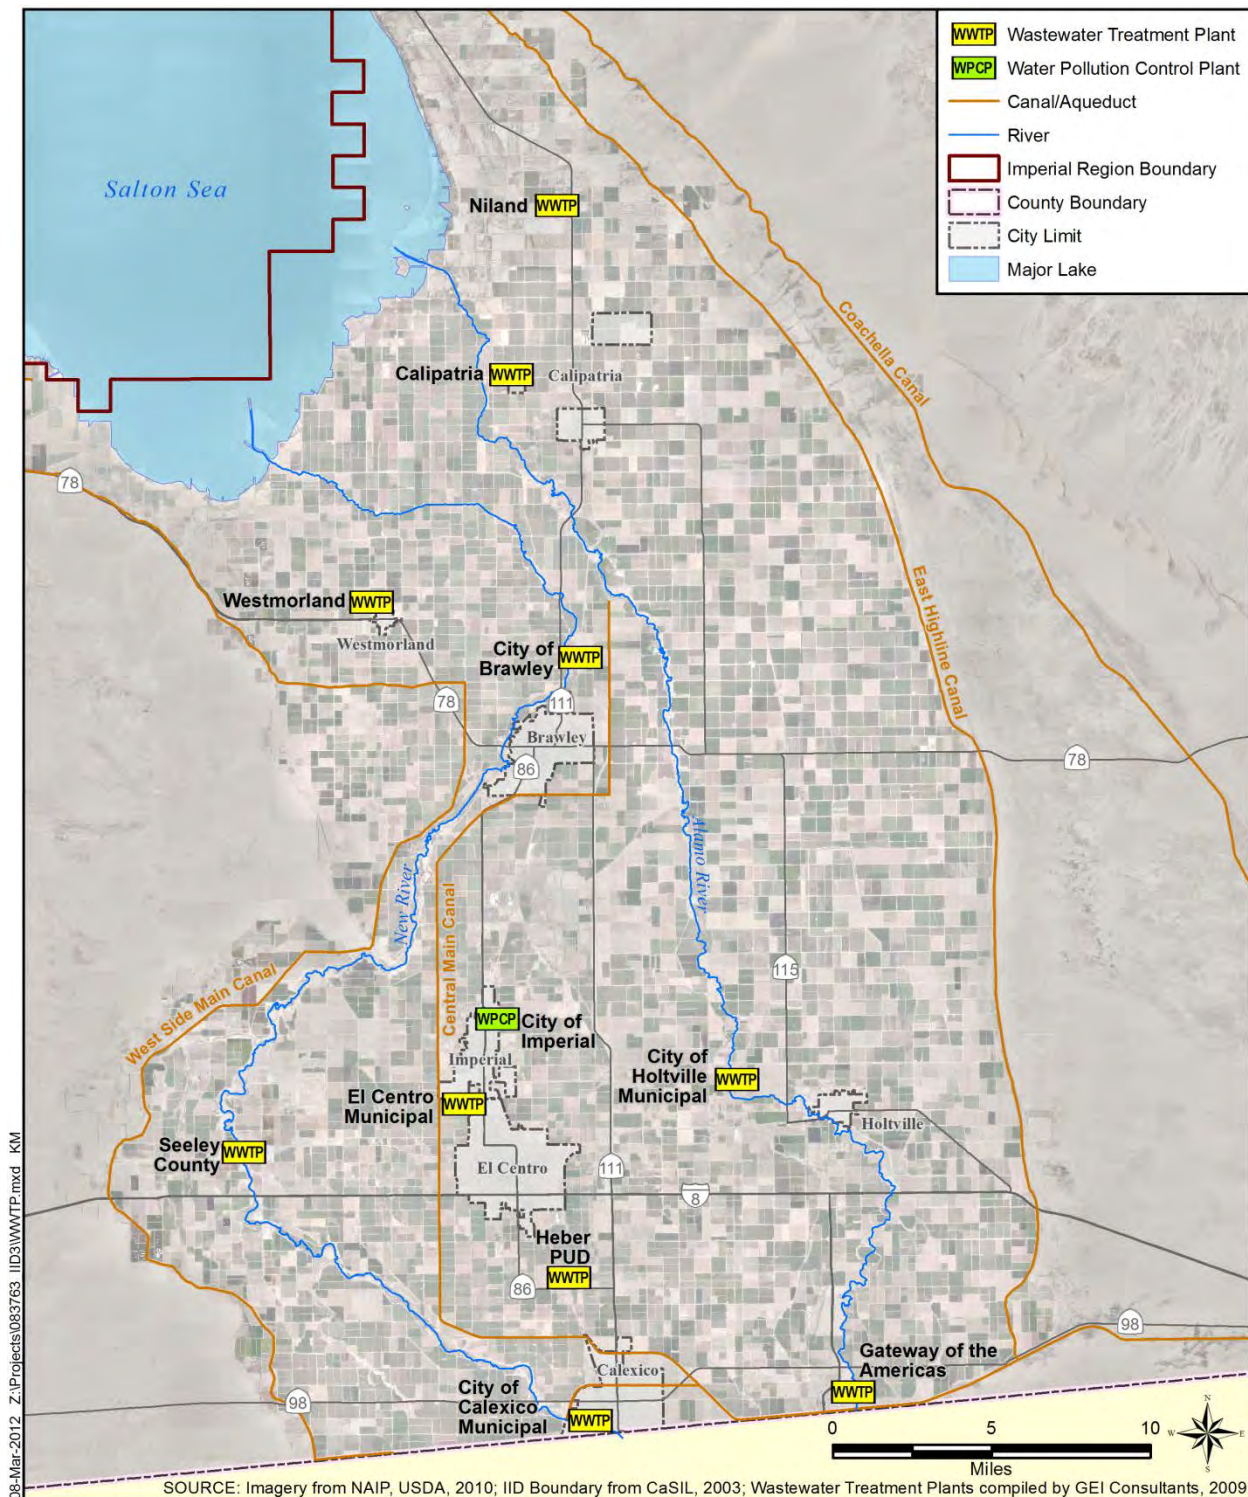 WWTP Wastewater Treatment Plant
WPCP Water Pollution Control Plant
Canal/Aqueduct
River
Imperial Region Boundary
County Boundary
City Limit
Major Lake
Salton Sea
Niland WWTP
Coachella Canal
Calipatria WWTP
Calipatria
78
East Highline Canal
Westmorland WWTP
Westmorland
City of
Brawley
WWTP
78
111
Brawley
86
78
Alamo River
New River
Central Main Canal
115
West Side Main Canal
WPCP
City of
Imperial
Imperial
City of
Holtville
Municipal
WWTP
El Centro
Municipal
WWTP
Holtville
Seeley
County
WWTP
El Centro
111
8
Heber
PUD
WWTP
86
98
Gateway of the
Americas
WWTP
Calexico
City of
Calexico
Municipal
WWTP
98
0 5 10
Miles
N
W E
S
SOURCE: Imagery from NAIP, USDA, 2010; IID Boundary from CaSIL, 2003; Wastewater Treatment Plants compiled by GEI Consultants, 2009
08-Mar-2012 Z:\Projects\083763 IID3\WWTP.mxd KM